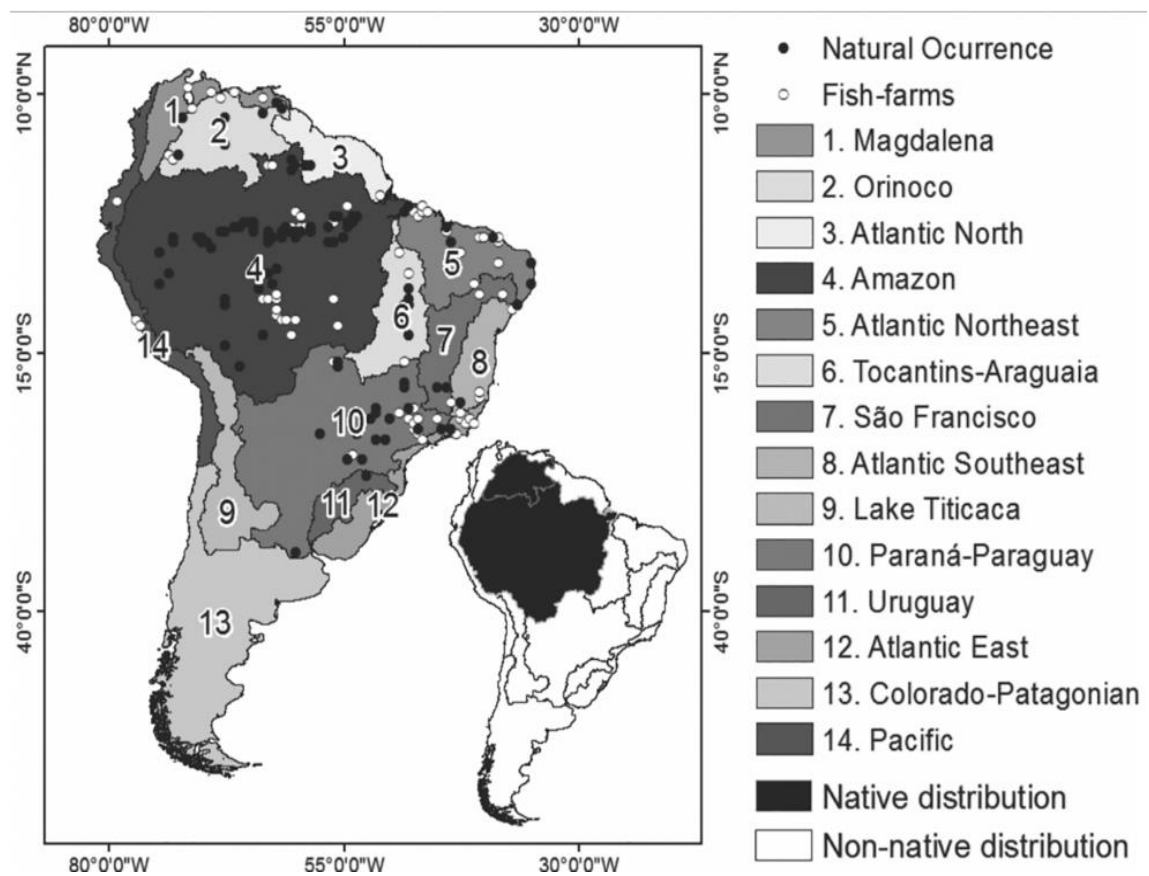 80°0'0"W 55°0'0"W 30°0'0"W
10°0'0"N
15°0'0"S
40°0'0"S
1
2
3
4
5
6
7
8
14
10
9
11
12
13
10°0'0"N
15°0'0"S
40°0'0"S
80°0'0"W 55°0'0"W 30°0'0"W
Natural Ocurrence
Fish-farms
1. Magdalena
2. Orinoco
3. Atlantic North
4. Amazon
5. Atlantic Northeast
6. Tocantins-Araguaia
7. São Francisco
8. Atlantic Southeast
9. Lake Titicaca
10. Paraná-Paraguay
11. Uruguay
12. Atlantic East
13. Colorado-Patagonian
14. Pacific
Native distribution
Non-native distribution